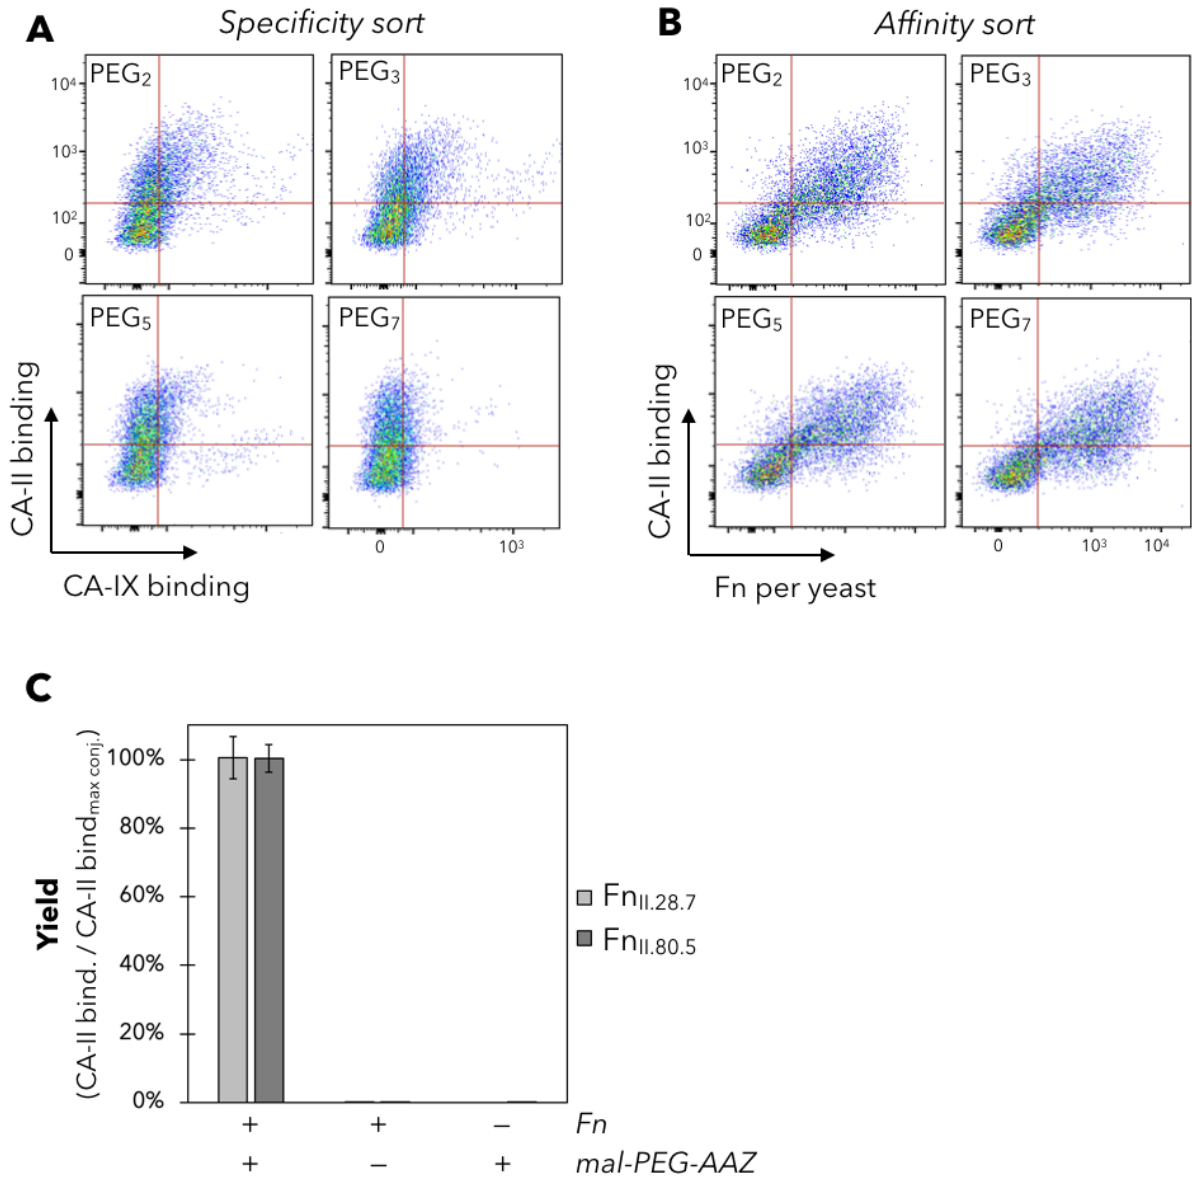 A
Specificity sort
PEG₂
PEG₃
10⁴
10³
10²
0
PEG₅
PEG₇
CA-II binding
0
10³
CA-IX binding
B
Affinity sort
PEG₂
PEG₃
10⁴
10³
10²
0
PEG₅
PEG₇
CA-II binding
0
10³
10⁴
Fn per yeast
C
Yield
(CA-II bind. / CA-II bind_max conj.)
100%
80%
60%
40%
20%
0%
Fn_II.28.7
Fn_II.80.5
+ + – Fn
+ – + mal-PEG-AAZ